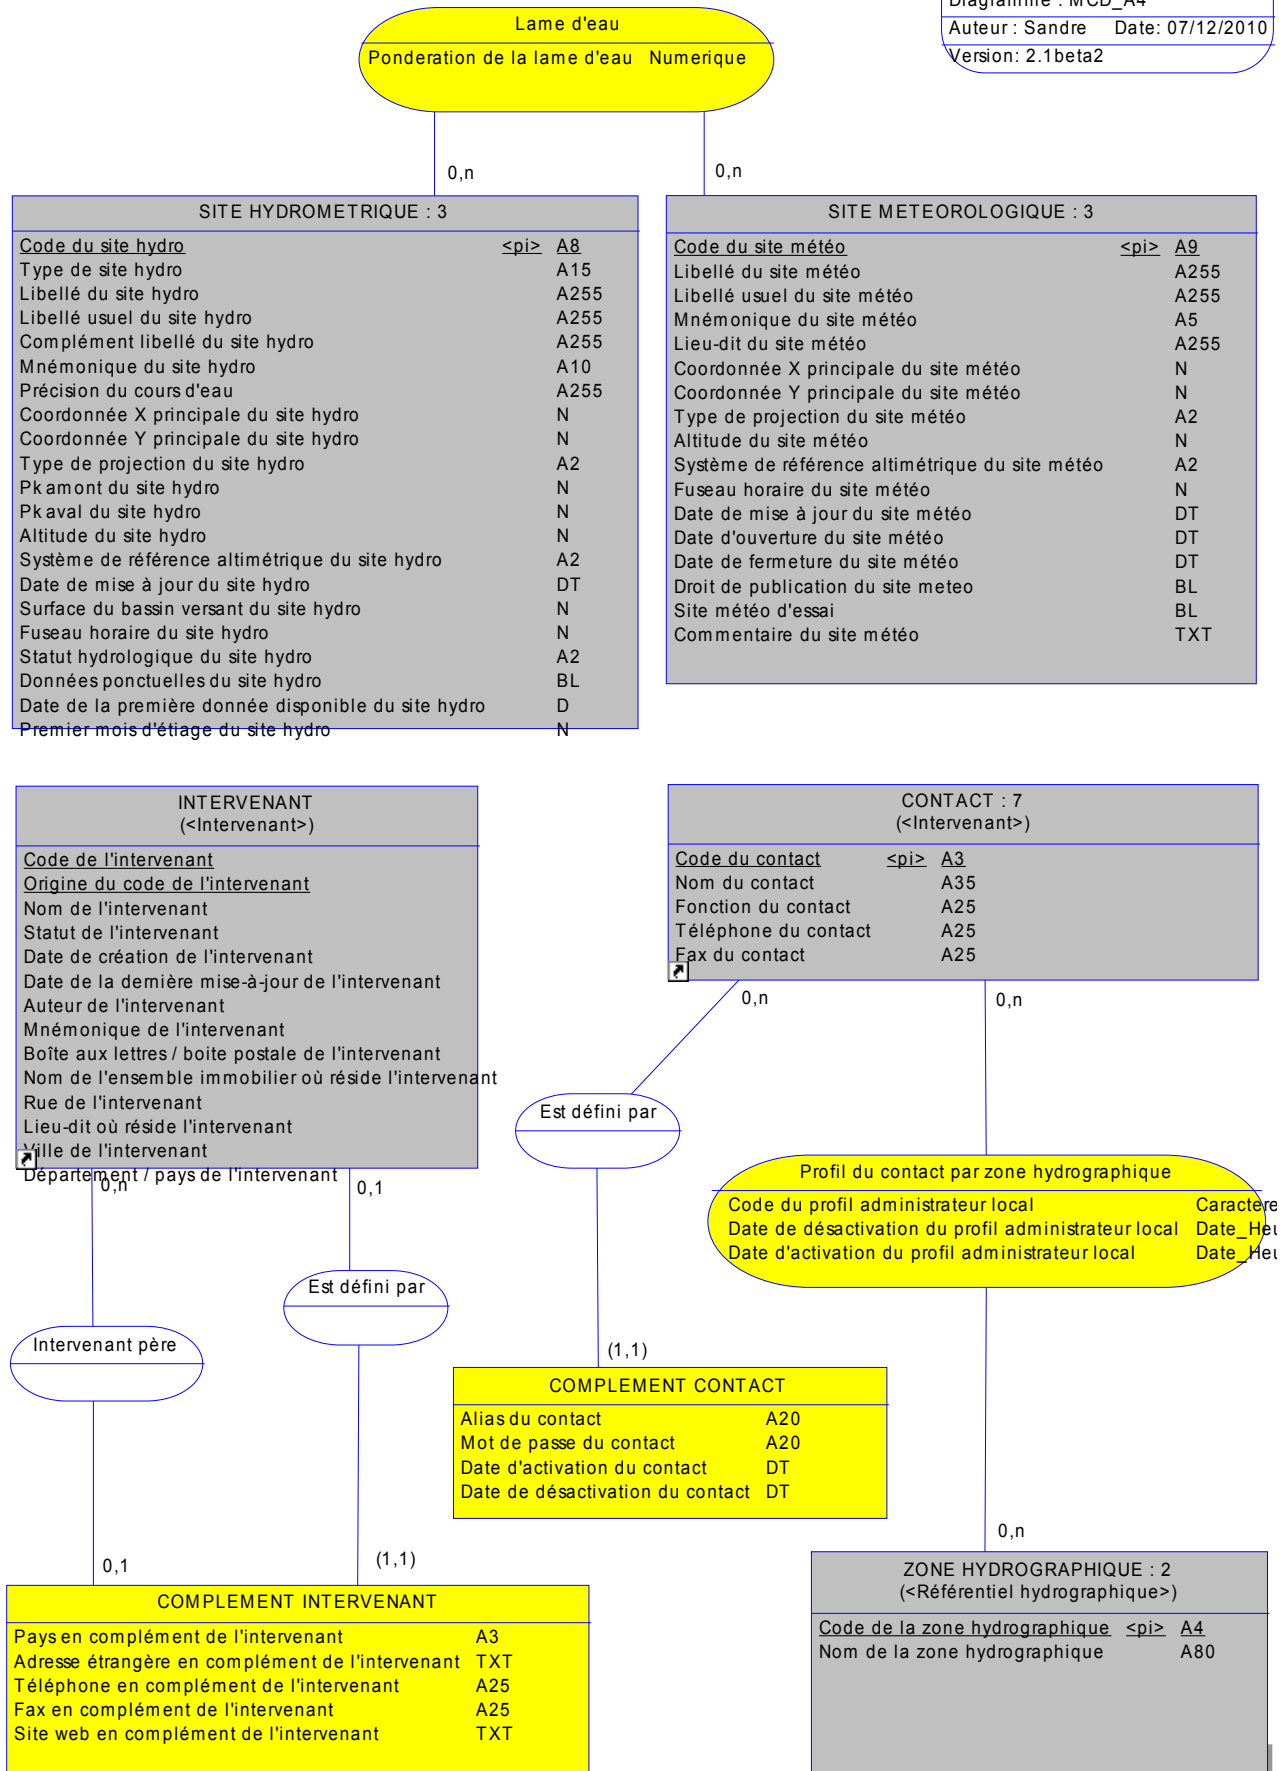 Diagramme : MCD_A4
Auteur : Sandre Date: 07/12/2010
Version: 2.1beta2
Lame d'eau
Ponderation de la lame d'eau Numerique
0,n
0,n
SITE HYDROMETRIQUE : 3
Code du site hydro <pi> A8
Type de site hydro A15
Libellé du site hydro A255
Libellé usuel du site hydro A255
Complément libellé du site hydro A255
Mnémonique du site hydro A10
Précision du cours d'eau A255
Coordonnée X principale du site hydro N
Coordonnée Y principale du site hydro N
Type de projection du site hydro A2
Pk amont du site hydro N
Pk aval du site hydro N
Altitude du site hydro N
Système de référence altimétrique du site hydro A2
Date de mise à jour du site hydro DT
Surface du bassin versant du site hydro N
Fuseau horaire du site hydro N
Statut hydrologique du site hydro A2
Données ponctuelles du site hydro BL
Date de la première donnée disponible du site hydro D
Premier mois d'étiage du site hydro N
SITE METEOROLOGIQUE : 3
Code du site météo <pi> A9
Libellé du site météo A255
Libellé usuel du site météo A255
Mnémonique du site météo A5
Lieu-dit du site météo A255
Coordonnée X principale du site météo N
Coordonnée Y principale du site météo N
Type de projection du site météo A2
Altitude du site météo N
Système de référence altimétrique du site météo A2
Fuseau horaire du site météo N
Date de mise à jour du site météo DT
Date d'ouverture du site météo DT
Date de fermeture du site météo DT
Droit de publication du site meteo BL
Site météo d'essai BL
Commentaire du site météo TXT
INTERVENANT
(<Intervenant>)
Code de l'intervenant
Origine du code de l'intervenant
Nom de l'intervenant
Statut de l'intervenant
Date de création de l'intervenant
Date de la dernière mise-à-jour de l'intervenant
Auteur de l'intervenant
Mnémonique de l'intervenant
Boîte aux lettres / boite postale de l'intervenant
Nom de l'ensemble immobilier où réside l'intervenant
Rue de l'intervenant
Lieu-dit où réside l'intervenant
Ville de l'intervenant
Département / pays de l'intervenant
CONTACT : 7
(<Intervenant>)
Code du contact <pi> A3
Nom du contact A35
Fonction du contact A25
Téléphone du contact A25
Fax du contact A25
0,n
0,n
Est défini par
0,n
0,1
Profil du contact par zone hydrographique
Code du profil administrateur local Caractere
Date de désactivation du profil administrateur local Date_Heu
Date d'activation du profil administrateur local Date_Heu
Est défini par
Intervenant père
(1,1)
COMPLEMENT CONTACT
Alias du contact A20
Mot de passe du contact A20
Date d'activation du contact DT
Date de désactivation du contact DT
0,n
0,1
(1,1)
COMPLEMENT INTERVENANT
Pays en complément de l'intervenant A3
Adresse étrangère en complément de l'intervenant TXT
Téléphone en complément de l'intervenant A25
Fax en complément de l'intervenant A25
Site web en complément de l'intervenant TXT
ZONE HYDROGRAPHIQUE : 2
(<Référentiel hydrographique>)
Code de la zone hydrographique <pi> A4
Nom de la zone hydrographique A80